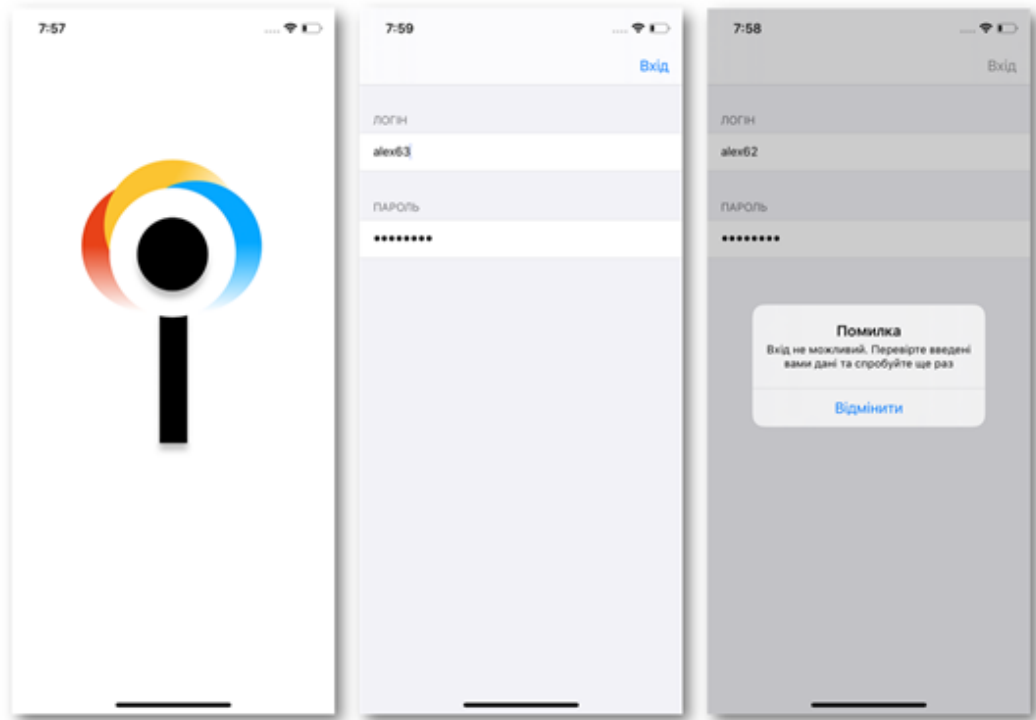 7:57
7:59
Вхід
ЛОГІН
alex63
ПАРОЛЬ
••••••••
7:58
Вхід
ЛОГІН
alex62
ПАРОЛЬ
••••••••
Помилка
Вхід не можливий. Перевірте введені
вами дані та спробуйте ще раз
Відмінити